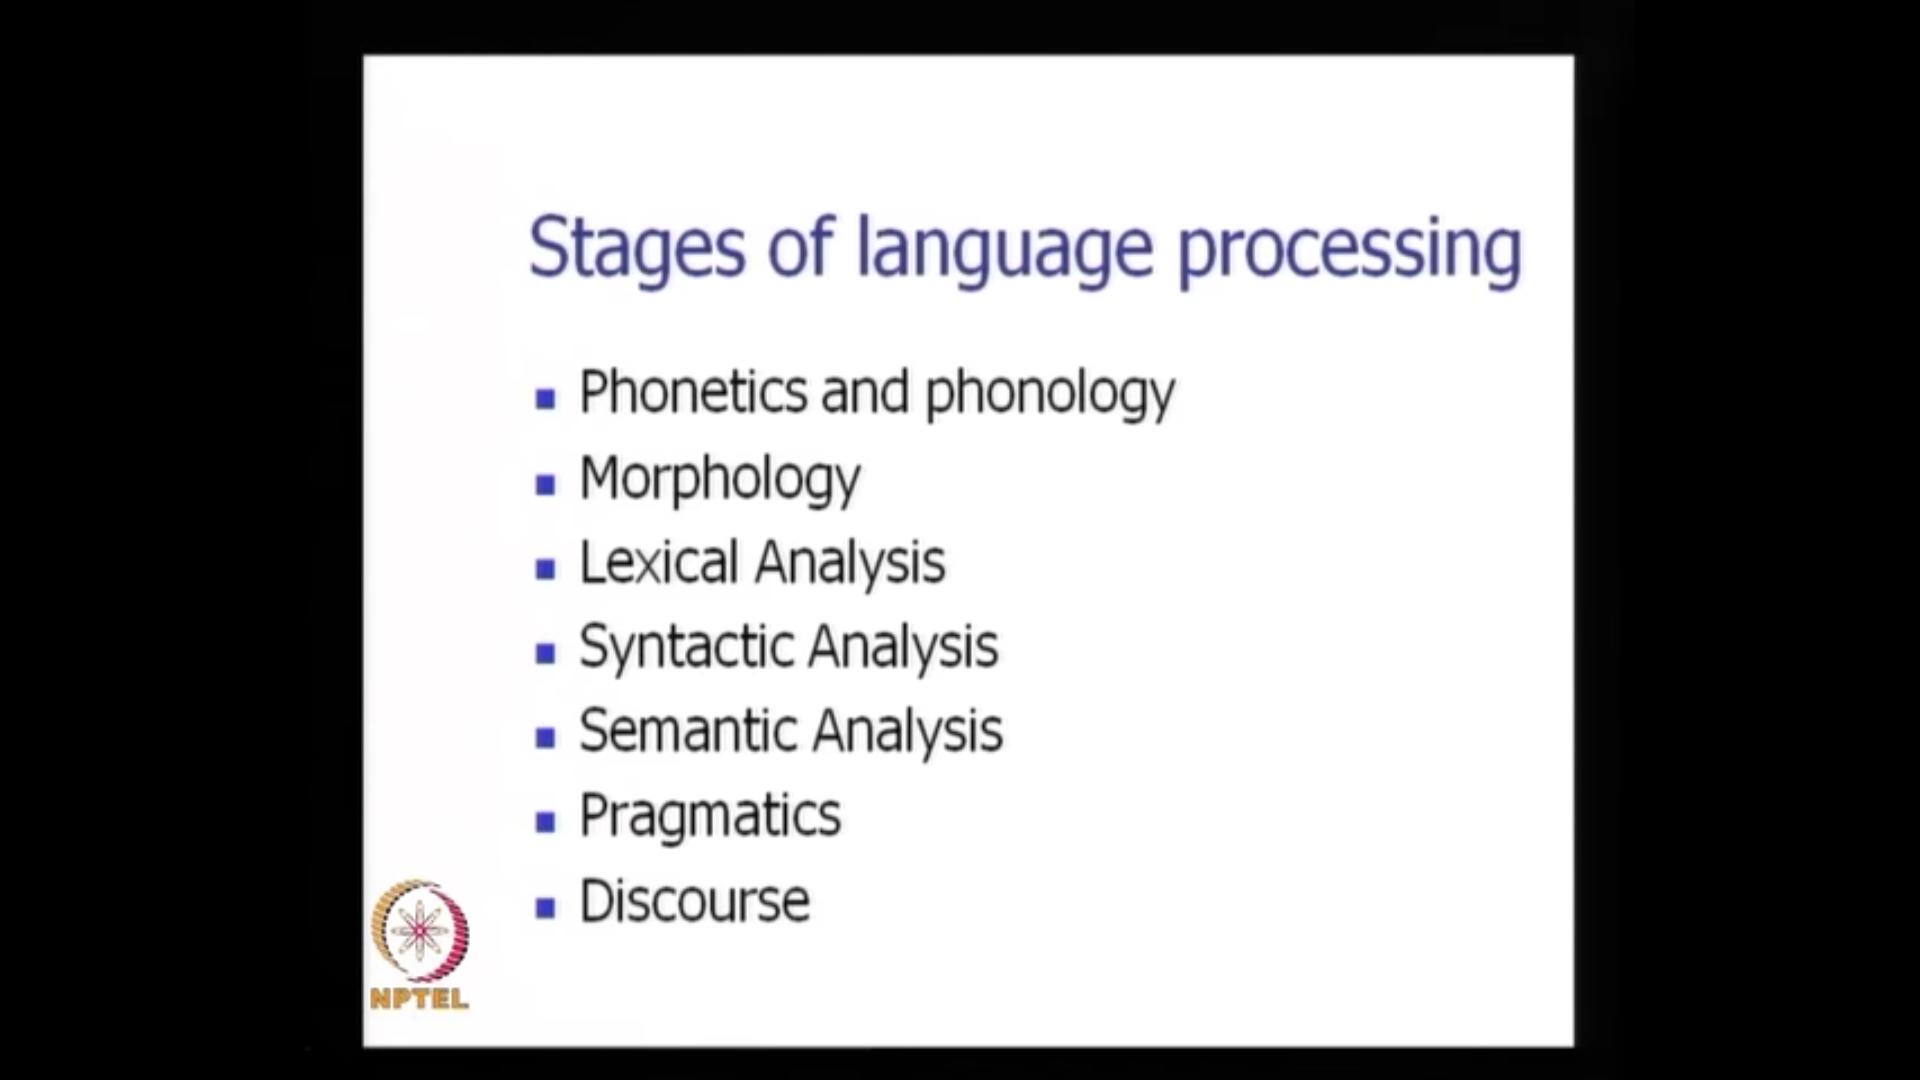 Stages of language processing
Phonetics and phonology
Morphology
Lexical Analysis
Syntactic Analysis
Semantic Analysis
Pragmatics
Discourse
NPTEL